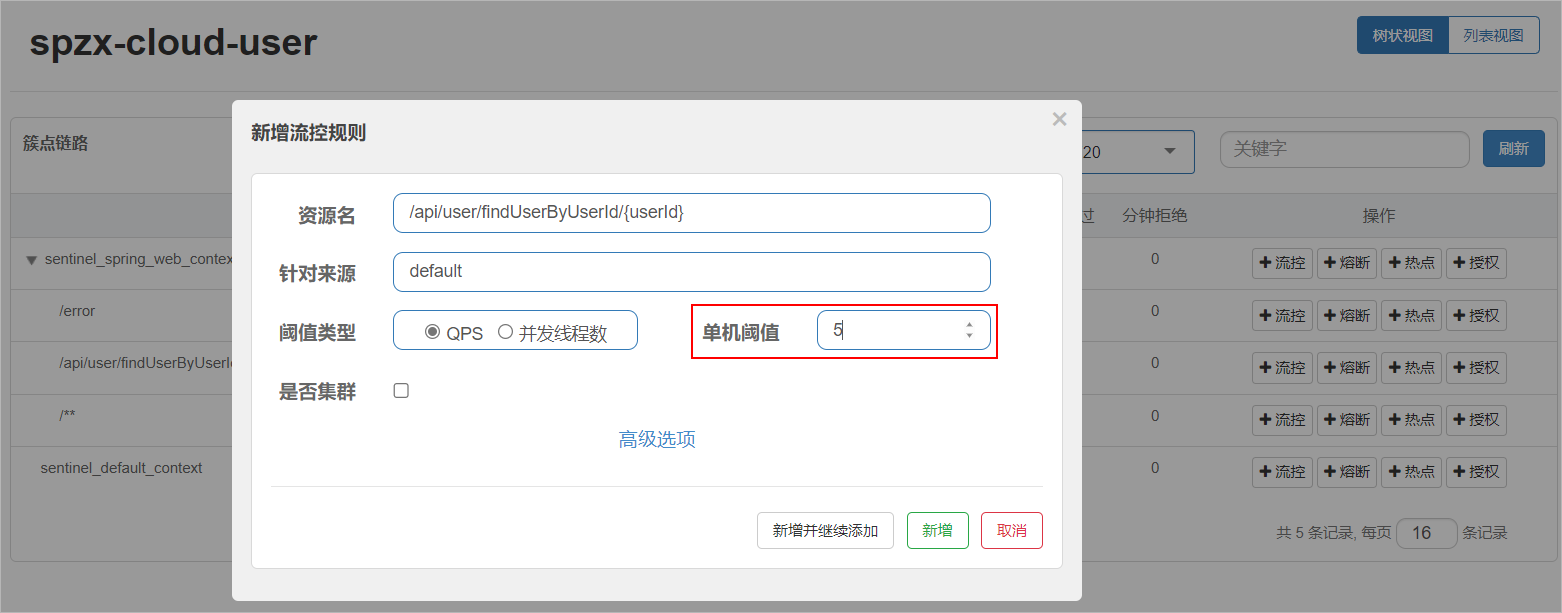 spzx-cloud-user
树状视图 列表视图
簇点链路
20
关键字
刷新
过 分钟拒绝 操作
sentinel_spring_web_contex
0 流控 熔断 热点 授权
/error
0 流控 熔断 热点 授权
/api/user/findUserByUserI
0 流控 熔断 热点 授权
/**
0 流控 熔断 热点 授权
sentinel_default_context
0 流控 熔断 热点 授权
共 5 条记录, 每页 16 条记录
新增流控规则 ×
资源名 /api/user/findUserByUserId/{userId}
针对来源 default
阈值类型 QPS 并发线程数 单机阈值 5
是否集群
高级选项
新增并继续添加 新增 取消